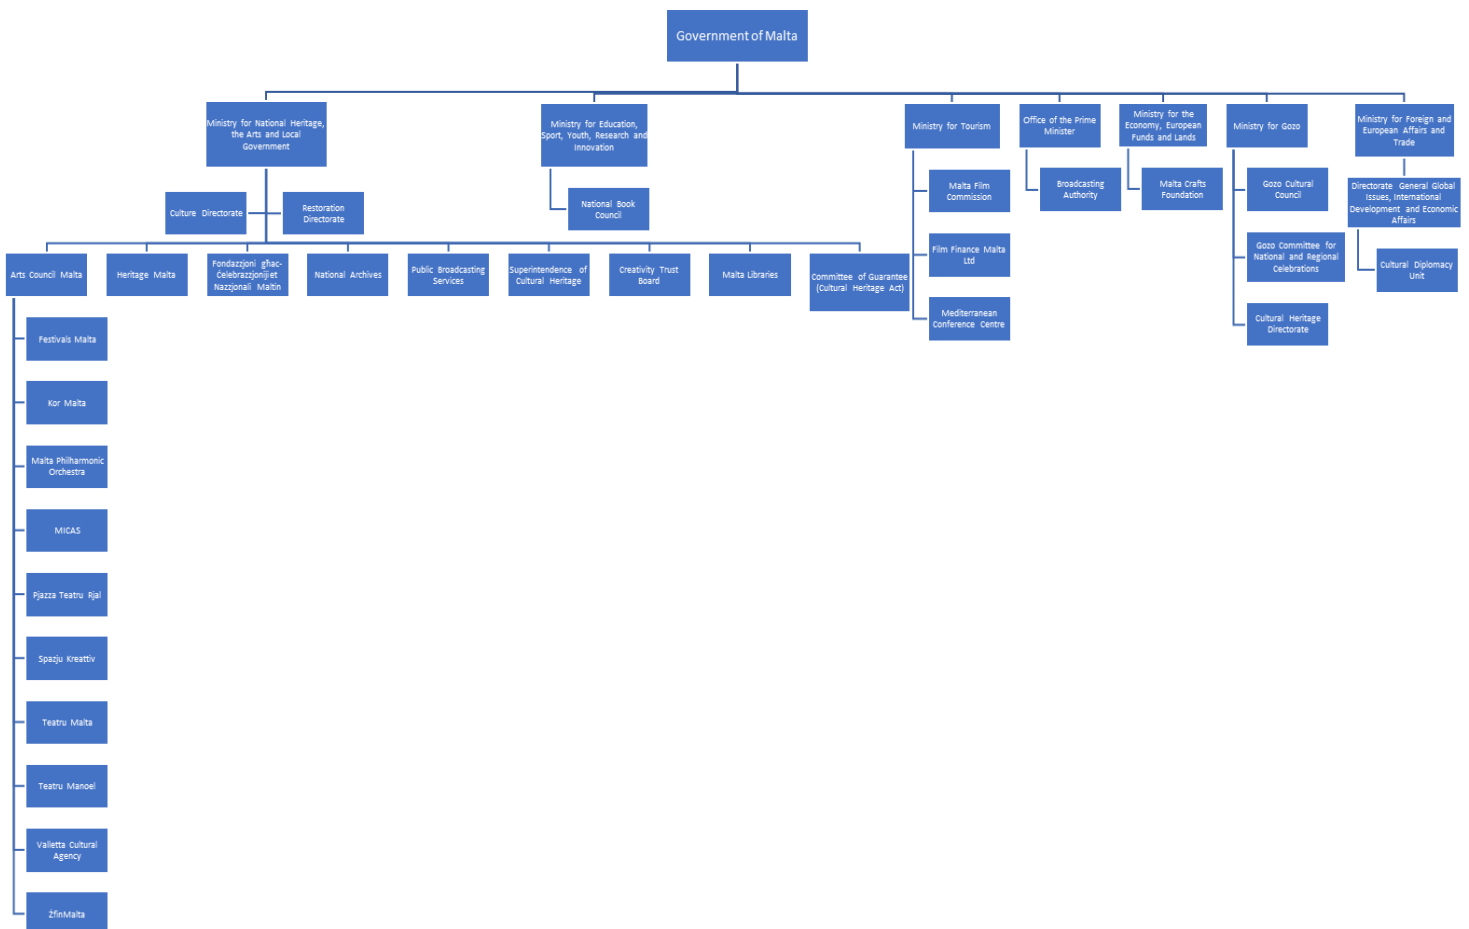 Government of Malta
Ministry for National Heritage,
the Arts and Local
Government
Ministry for Education,
Sport, Youth, Research and
Innovation
Ministry for Tourism
Office of the Prime
Minister
Ministry for the
Economy, European
Funds and Lands
Ministry for Gozo
Ministry for Foreign and
European Affairs and
Trade
Culture Directorate
Restoration
Directorate
National Book
Council
Malta Film
Commission
Broadcasting
Authority
Malta Crafts
Foundation
Gozo Cultural
Council
Directorate General Global
Issues, International
Development and Economic
Affairs
Arts Council Malta
Heritage Malta
Fondazzjoni għac-
Ċelebrazzjonijiet
Nazzjonali Maltin
National Archives
Public Broadcasting
Services
Superintendence of
Cultural Heritage
Creativity Trust
Board
Malta Libraries
Committee of Guarantee
(Cultural Heritage Act)
Film Finance Malta
Ltd
Gozo Committee for
National and Regional
Celebrations
Cultural Diplomacy
Unit
Mediterranean
Conference Centre
Cultural Heritage
Directorate
Festivals Malta
Kor Malta
Malta Philharmonic
Orchestra
MICAS
Pjazza Teatru Rjal
Spazju Kreattiv
Teatru Malta
Teatru Manoel
Valletta Cultural
Agency
ŻfinMalta